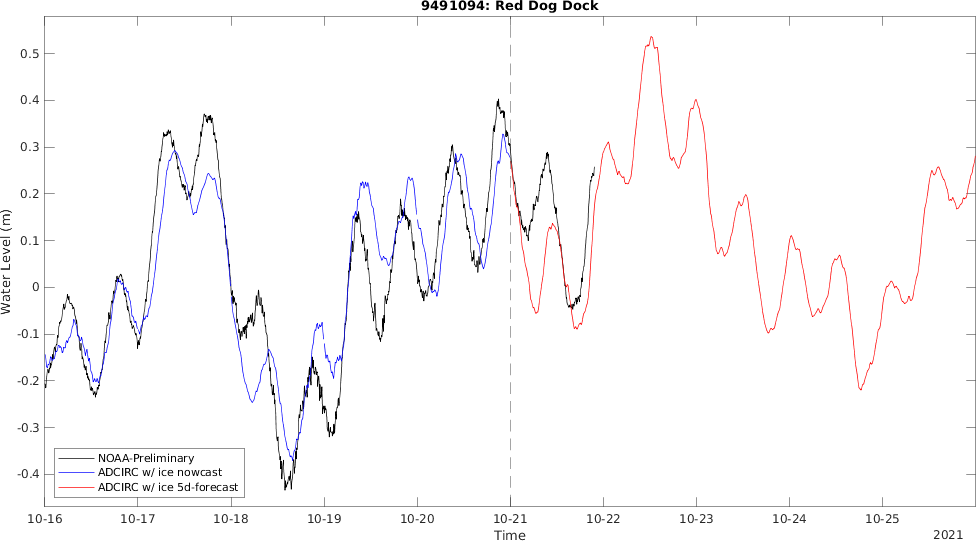 9491094: Red Dog Dock
Water Level (m)
0.5
0.4
0.3
0.2
0.1
0
-0.1
-0.2
-0.3
-0.4
NOAA-Preliminary
ADCIRC w/ ice nowcast
ADCIRC w/ ice 5d-forecast
10-16 10-17 10-18 10-19 10-20 10-21 10-22 10-23 10-24 10-25
Time
2021